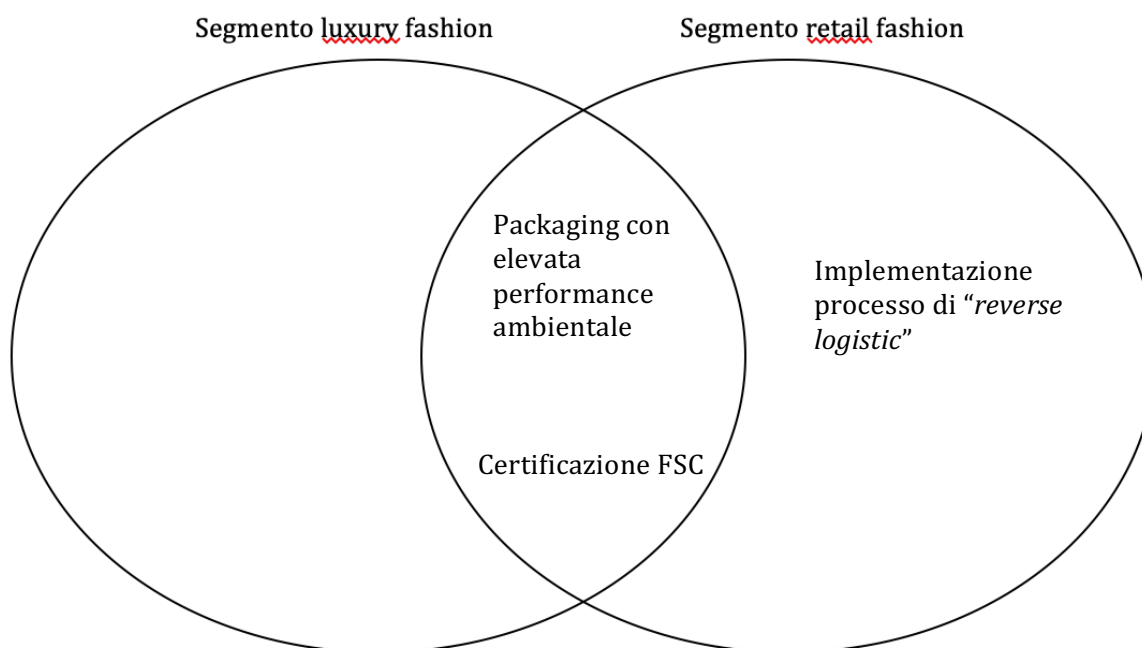 Segmento luxury fashion
Segmento retail fashion
Packaging con
elevata
performance
ambientale
Certificazione FSC
Implementazione
processo di “reverse
logistic”